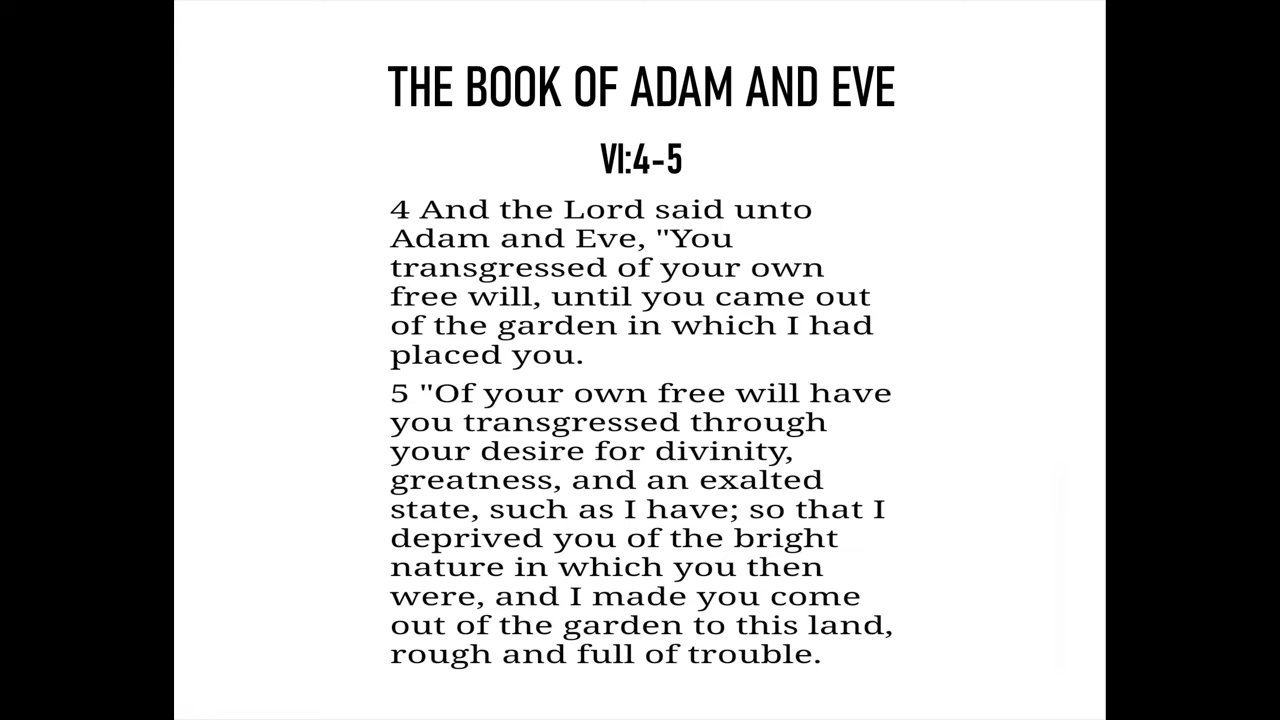 THE BOOK OF ADAM AND EVE
VI:4-5
4 And the Lord said unto
Adam and Eve, "You
transgressed of your own
free will, until you came out
of the garden in which I had
placed you.
5 "Of your own free will have
you transgressed through
your desire for divinity,
greatness, and an exalted
state, such as I have; so that I
deprived you of the bright
nature in which you then
were, and I made you come
out of the garden to this land,
rough and full of trouble.